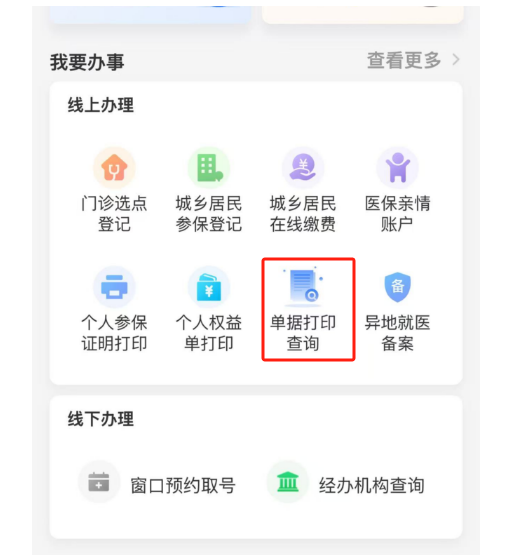 我要办事 查看更多 >
线上办理
门诊选点 城乡居民 城乡居民 医保亲情
登记 参保登记 在线缴费 账户
¥ 备
个人参保 个人权益 单据打印 异地就医
证明打印 单打印 查询 备案
线下办理
窗口预约取号 经办机构查询